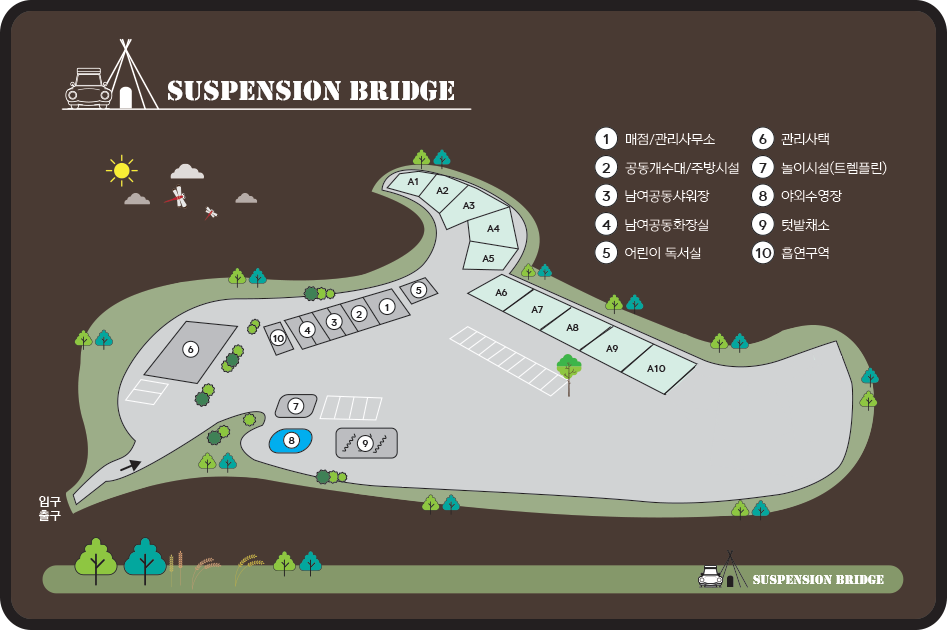 SUSPENSION BRIDGE
1 매점/관리사무소
2 공동개수대/주방시설
3 남여공동샤워장
4 남여공동화장실
5 어린이 독서실
6 관리사택
7 놀이시설(트렘플린)
8 야외수영장
9 텃밭채소
10 흡연구역
A1
A2
A3
A4
A5
A6
A7
A8
A9
A10
5
1
2
3
4
10
6
7
8
9
입구
출구
SUSPENSION BRIDGE